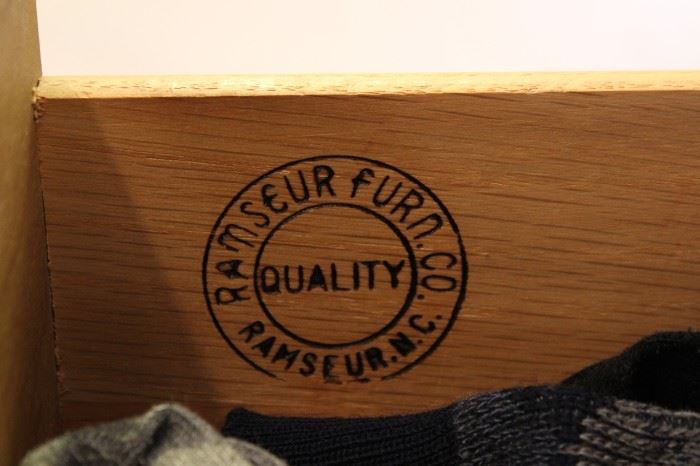 RAMSEUR FURN. CO.
QUALITY
RAMSEUR. N.C.